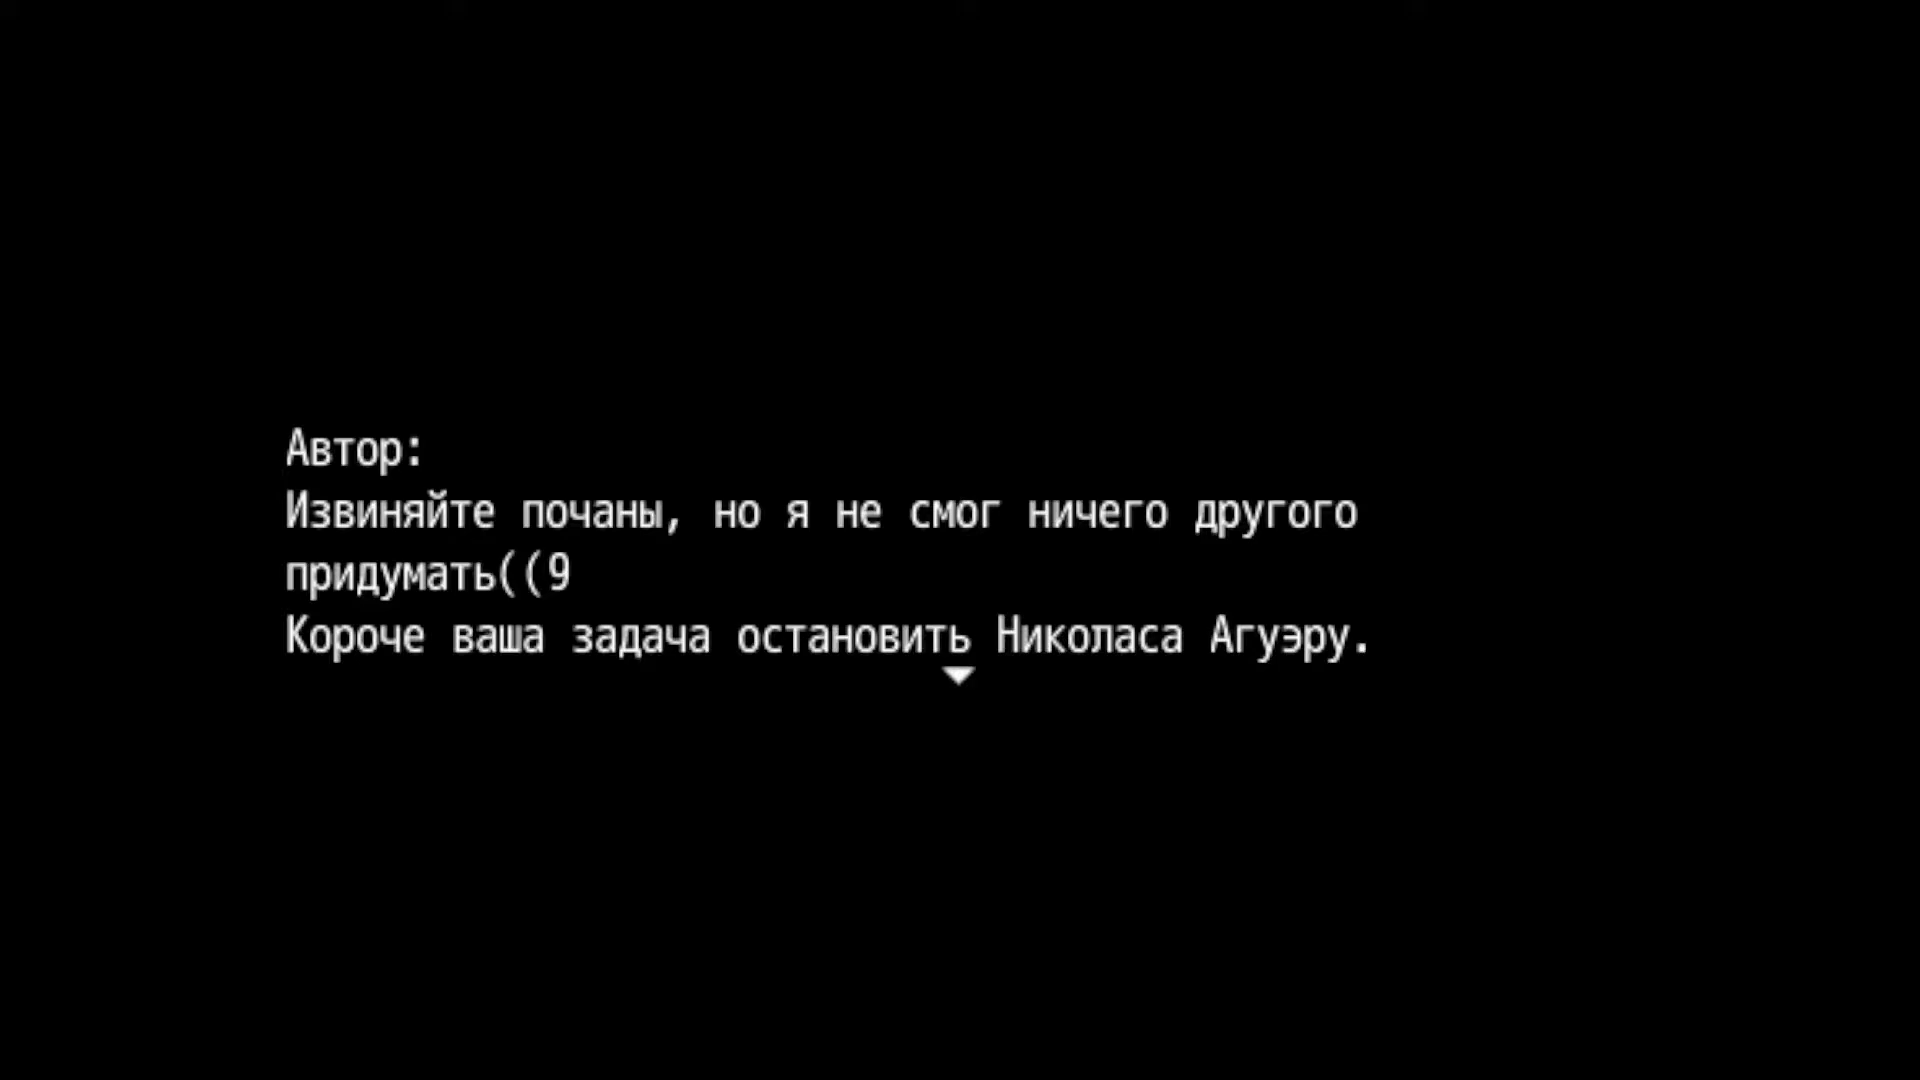 Автор:
Извиняйте почаны, но я не смог ничего другого
придумать((9
Короче ваша задача остановить Николаса Агуэру.